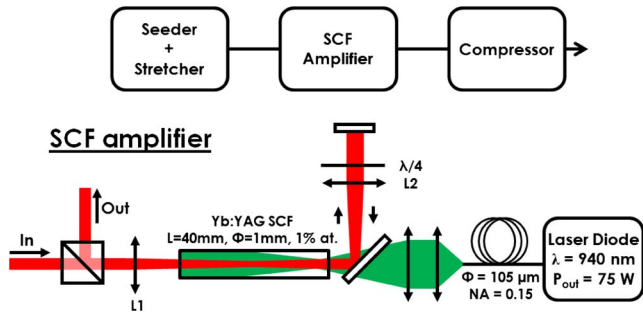 Seeder
+
Stretcher
SCF
Amplifier
Compressor
SCF amplifier
λ/4
L2
Out
Yb:YAG SCF
L=40mm, Φ=1mm, 1% at.
In
L1
Φ = 105 µm
NA = 0.15
Laser Diode
λ = 940 nm
Pout = 75 W